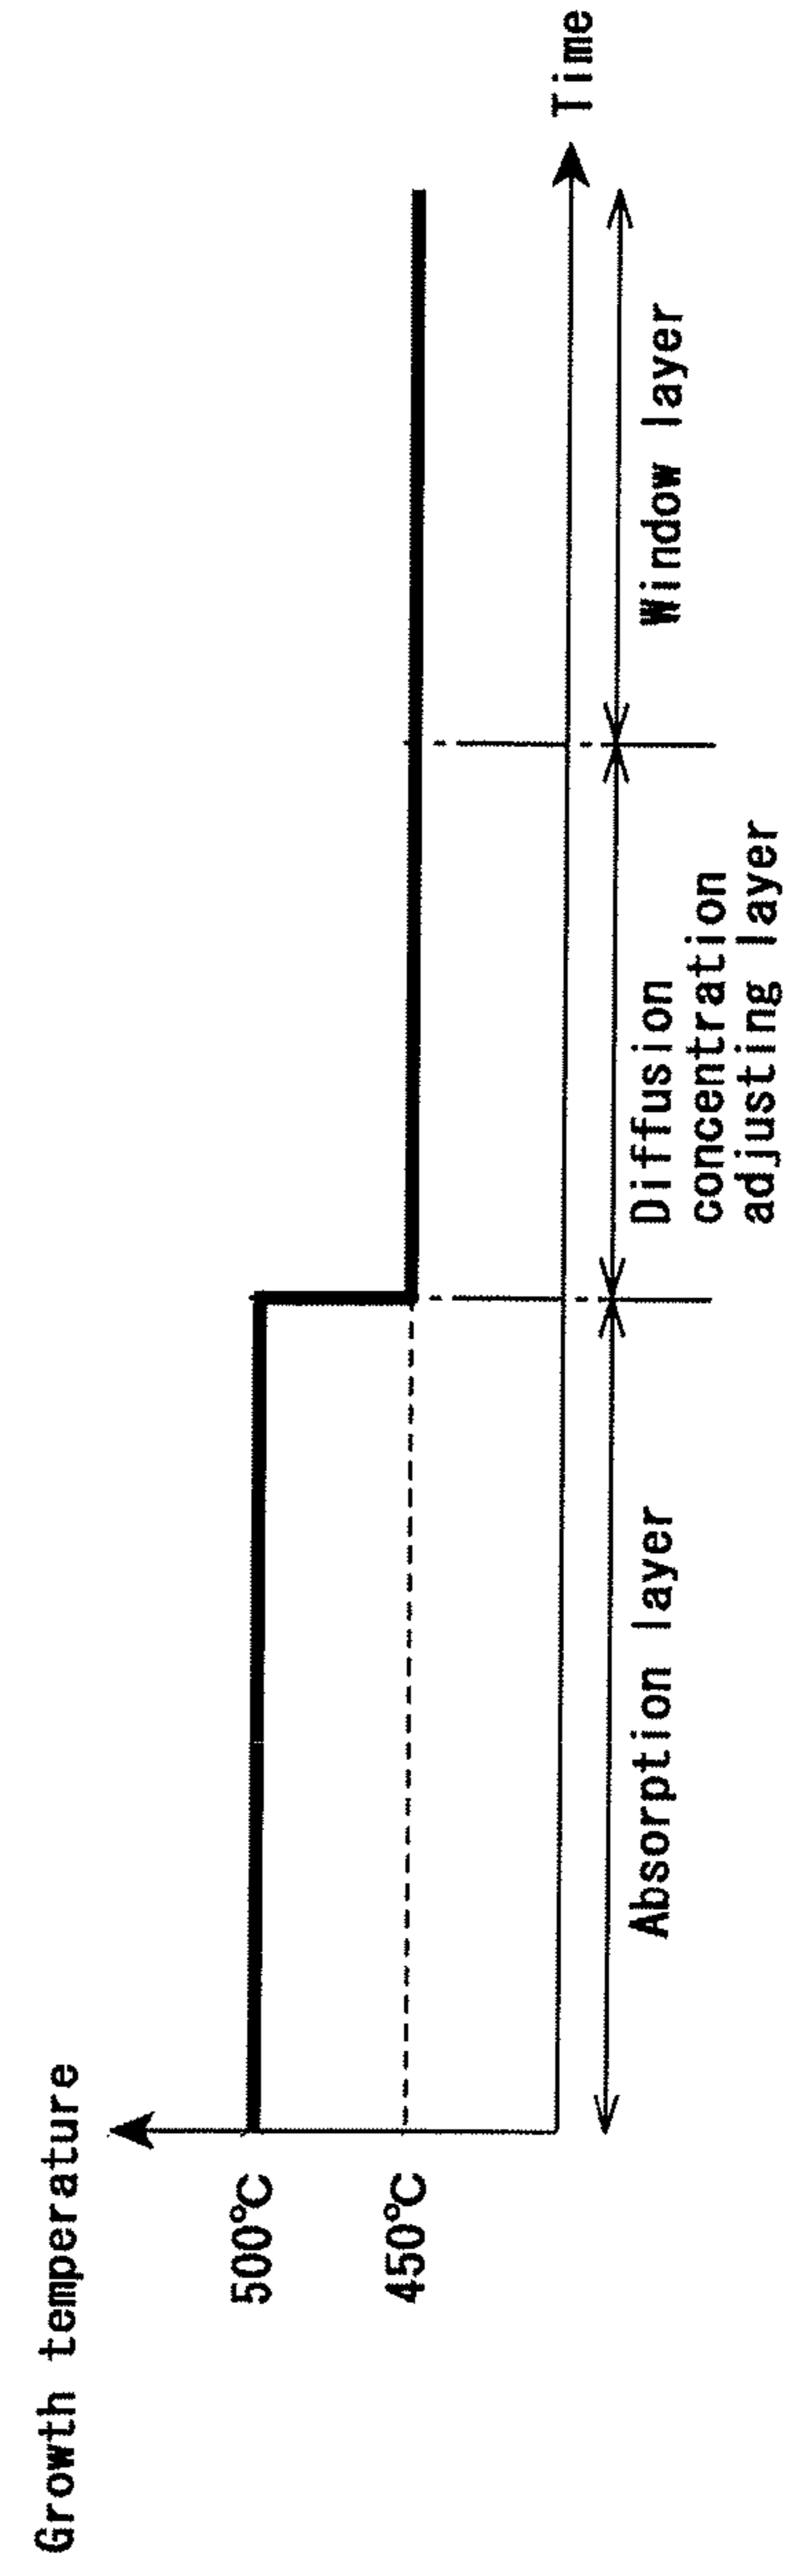 Growth temperature
500°C
450°C
Time
Absorption layer
Diffusion
concentration
adjusting layer
Window layer